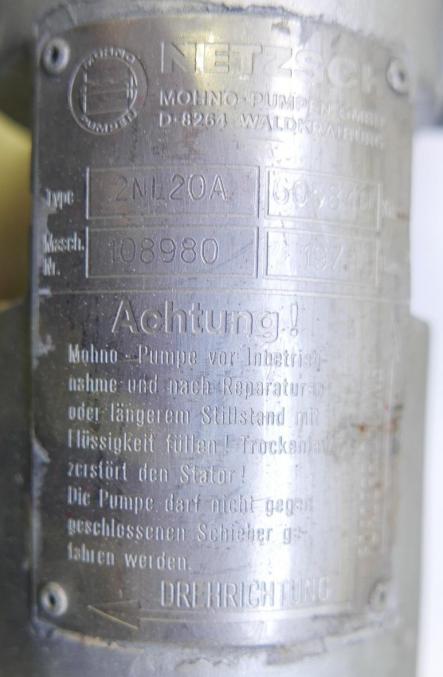 MOHNO
PUMPEN
NETZSCH
MOHNO-PUMPEN GMBH
D-8264 WALDKRAIBURG
Type 2NL20A
Masch. Nr. 108980
Achtung!
Mohno-Pumpe vor Inbetrieb-
nahme und nach Reparaturen
oder längerem Stillstand mit
Flüssigkeit füllen! Trockenlauf
zerstört den Stator!
Die Pumpe darf nicht gegen
geschlossenen Schieber ge-
fahren werden.
DREHRICHTUNG